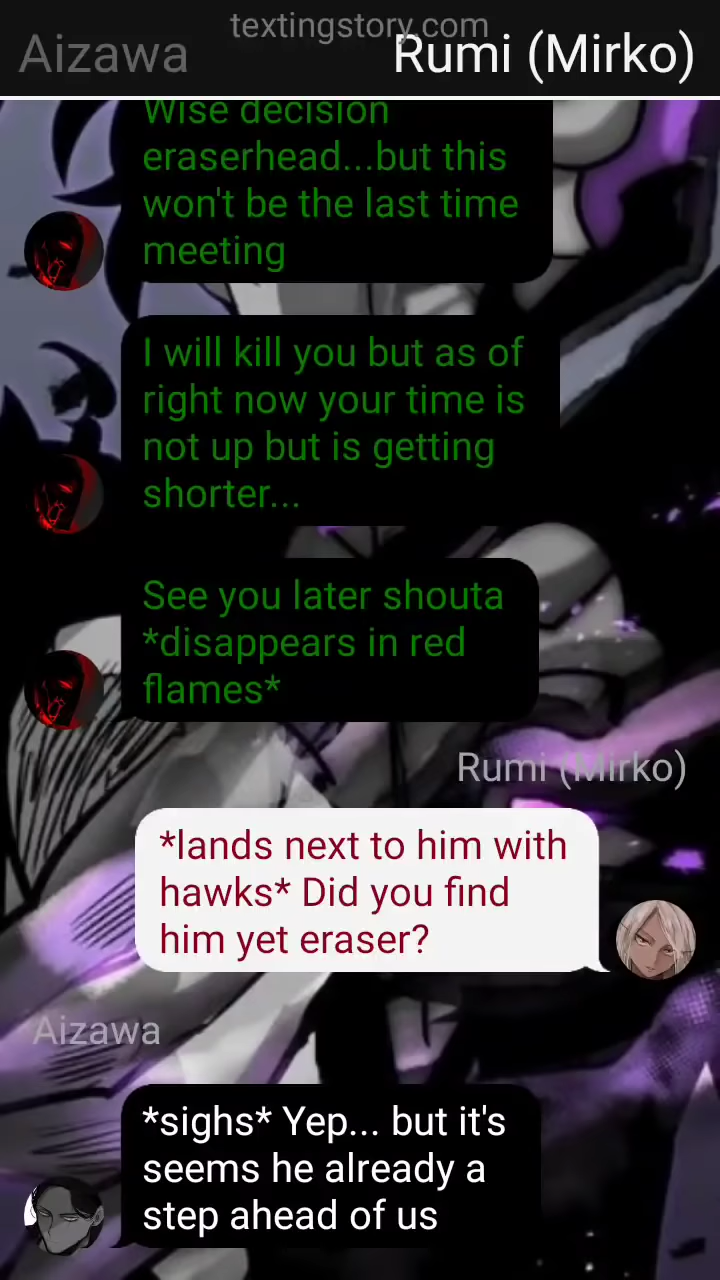 textingstory.com
Aizawa
Rumi (Mirko)
Wise decision
eraserhead...but this
won't be the last time
meeting
I will kill you but as of
right now your time is
not up but is getting
shorter...
See you later shouta
*disappears in red
flames*
Rumi (Mirko)
*lands next to him with
hawks* Did you find
him yet eraser?
Aizawa
*sighs* Yep... but it's
seems he already a
step ahead of us